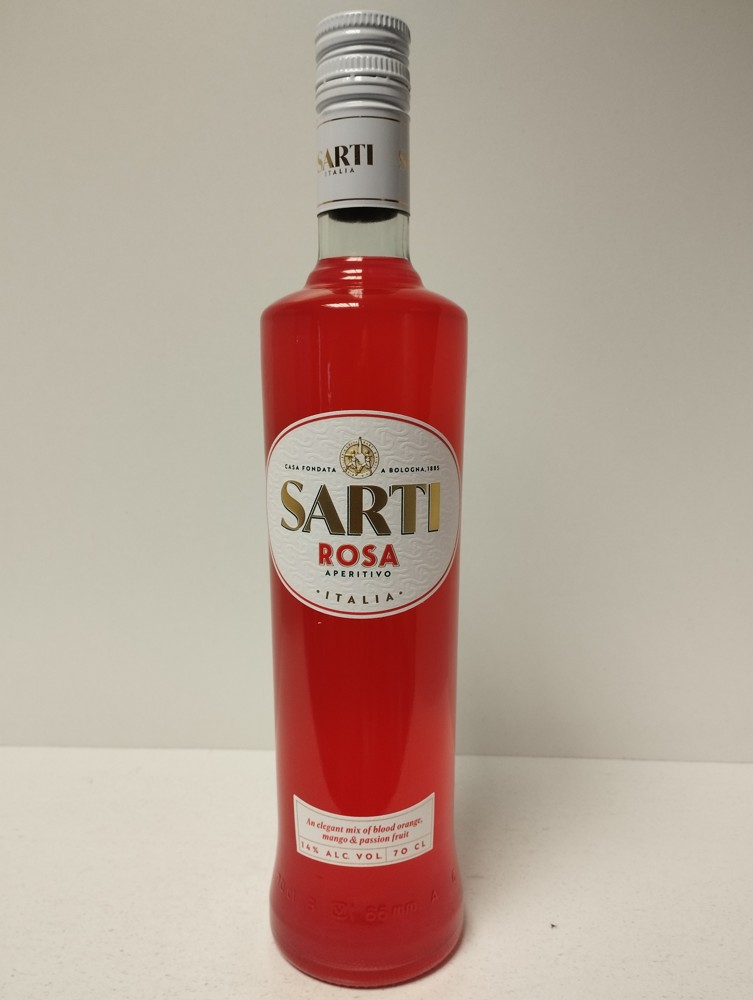 SARTI
ITALIA
CASA FONDATA A BOLOGNA, 1885
SARTI
ROSA
APERITIVO
·ITALIA·
An elegant mix of blood orange,
mango & passion fruit
14% ALC VOL 70 CL
66mm